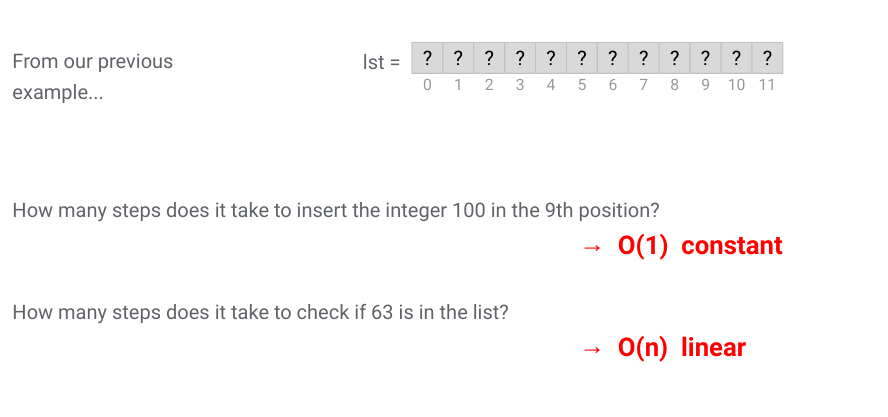 From our previous
example...
lst = ? ? ? ? ? ? ? ? ? ? ? ?
0 1 2 3 4 5 6 7 8 9 10 11
How many steps does it take to insert the integer 100 in the 9th position?
→ O(1) constant
How many steps does it take to check if 63 is in the list?
→ O(n) linear